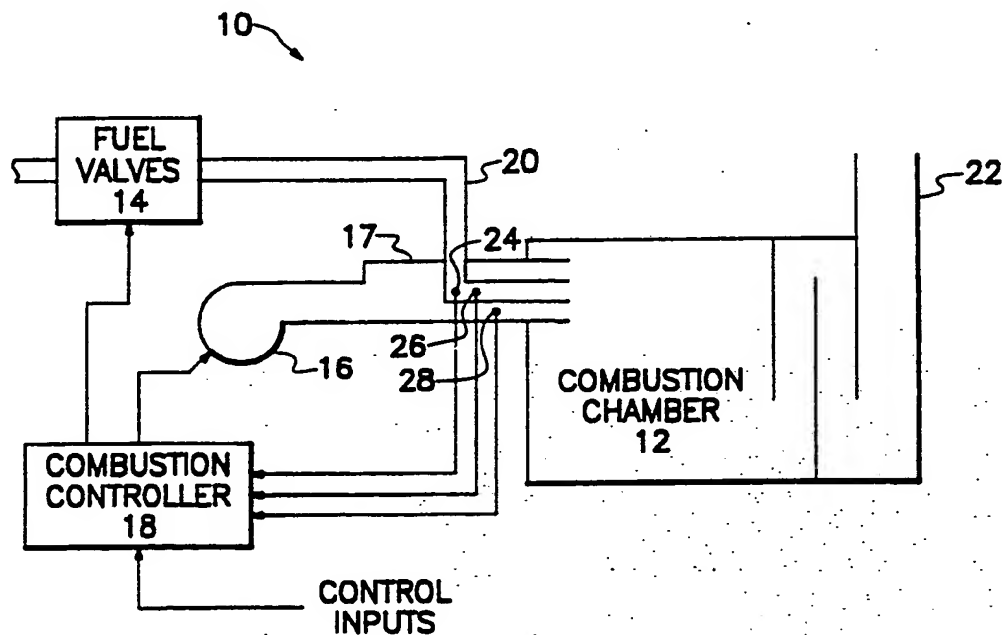 10
FUEL
VALVES
14
20
22
17
24
26
16
28
COMBUSTION
CHAMBER
12
COMBUSTION
CONTROLLER
18
CONTROL
INPUTS